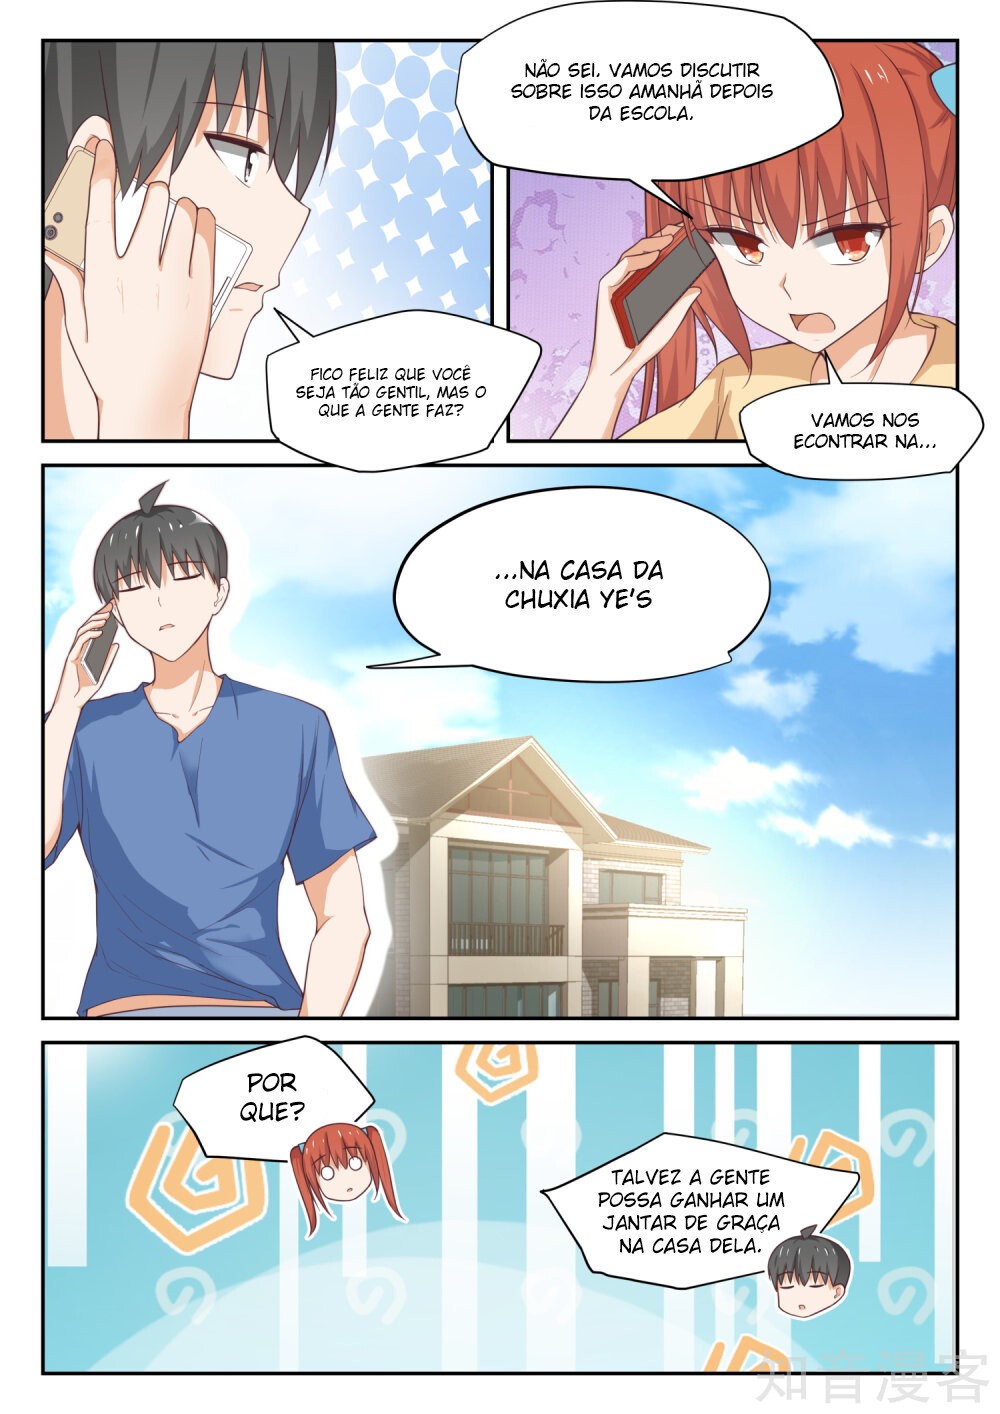 FICO FELIZ QUE VOCÊ
SEJA TÃO GENTIL, MAS O
QUE A GENTE FAZ?
NÃO SEI. VAMOS DISCUTIR
SOBRE ISSO AMANHÃ DEPOIS
DA ESCOLA.
VAMOS NOS
ECONTRAR NA...
...NA CASA DA
CHUXIA YE'S
POR
QUE?
TALVEZ A GENTE
POSSA GANHAR UM
JANTAR DE GRAÇA
NA CASA DELA.
知音漫客